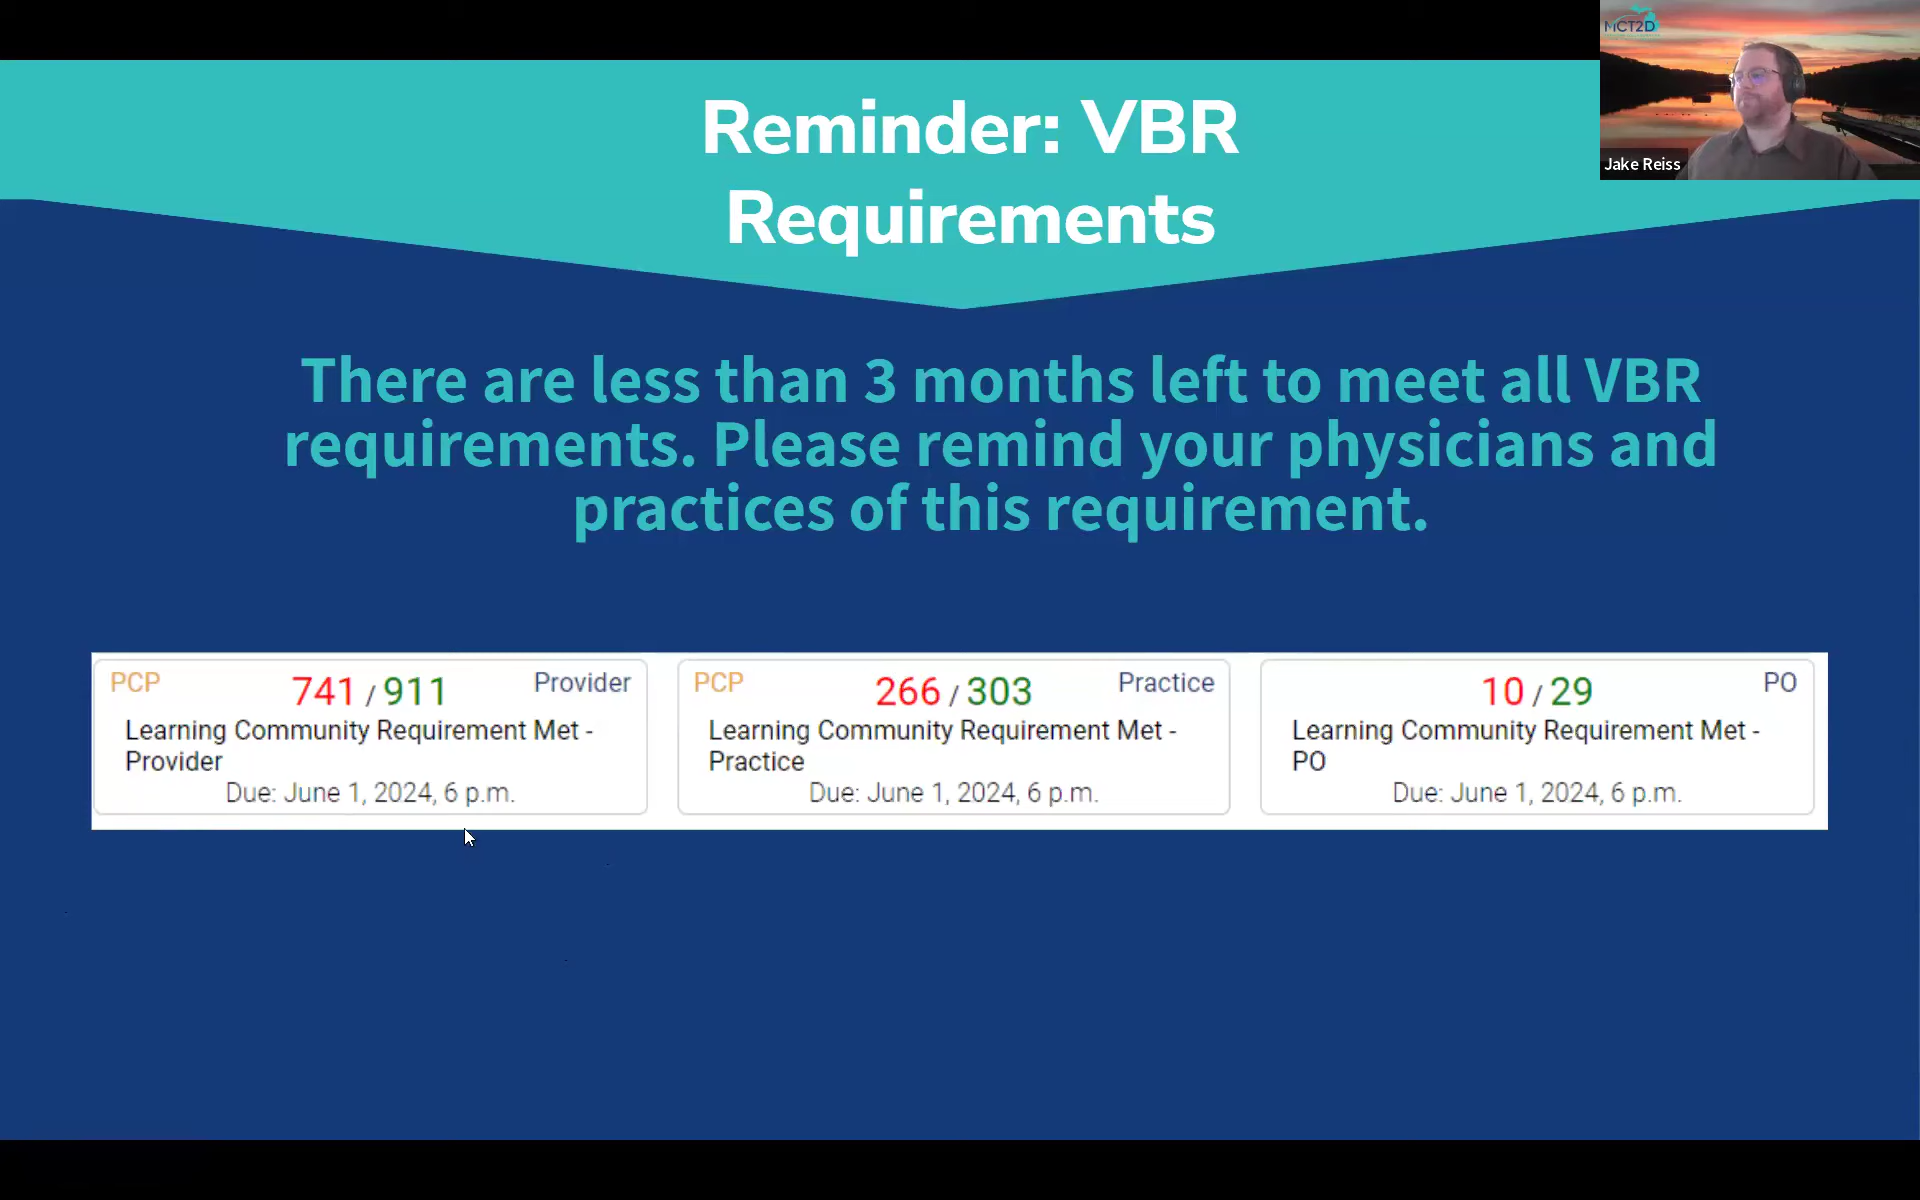 MCT2D
Jake Reiss
Reminder: VBR
Requirements
There are less than 3 months left to meet all VBR
requirements. Please remind your physicians and
practices of this requirement.
PCP 741 / 911 Provider
Learning Community Requirement Met -
Provider
Due: June 1, 2024, 6 p.m.
PCP 266 / 303 Practice
Learning Community Requirement Met -
Practice
Due: June 1, 2024, 6 p.m.
10 / 29 PO
Learning Community Requirement Met -
PO
Due: June 1, 2024, 6 p.m.